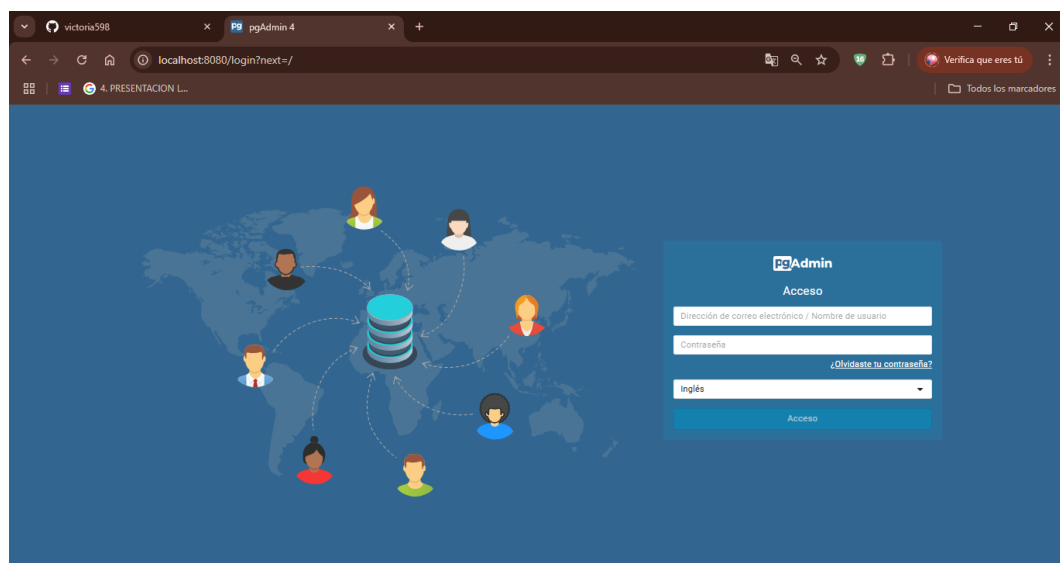 victoria598
pgAdmin 4
localhost:8080/login?next=/
16
Verifica que eres tú
4. PRESENTACION L...
Todos los marcadores
pgAdmin
Acceso
Dirección de correo electrónico / Nombre de usuario
Contraseña
¿Olvidaste tu contraseña?
Inglés
Acceso